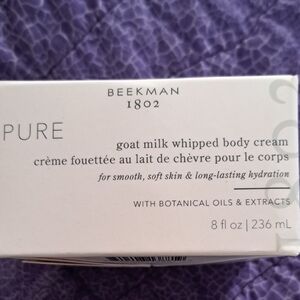 BEEKMAN
1802
PURE
goat milk whipped body cream
crème fouettée au lait de chèvre pour le corps
for smooth, soft skin & long-lasting hydration
WITH BOTANICAL OILS & EXTRACTS
8 fl oz | 236 mL
1802